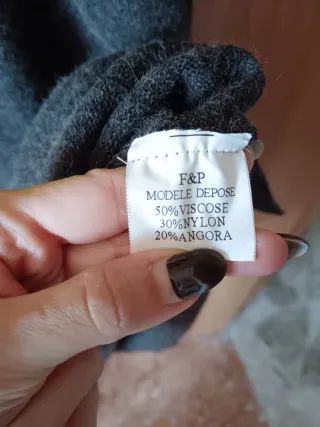 F&P
MODELE DEPOSE
50%VISCOSE
30%NYLON
20%ANGORA